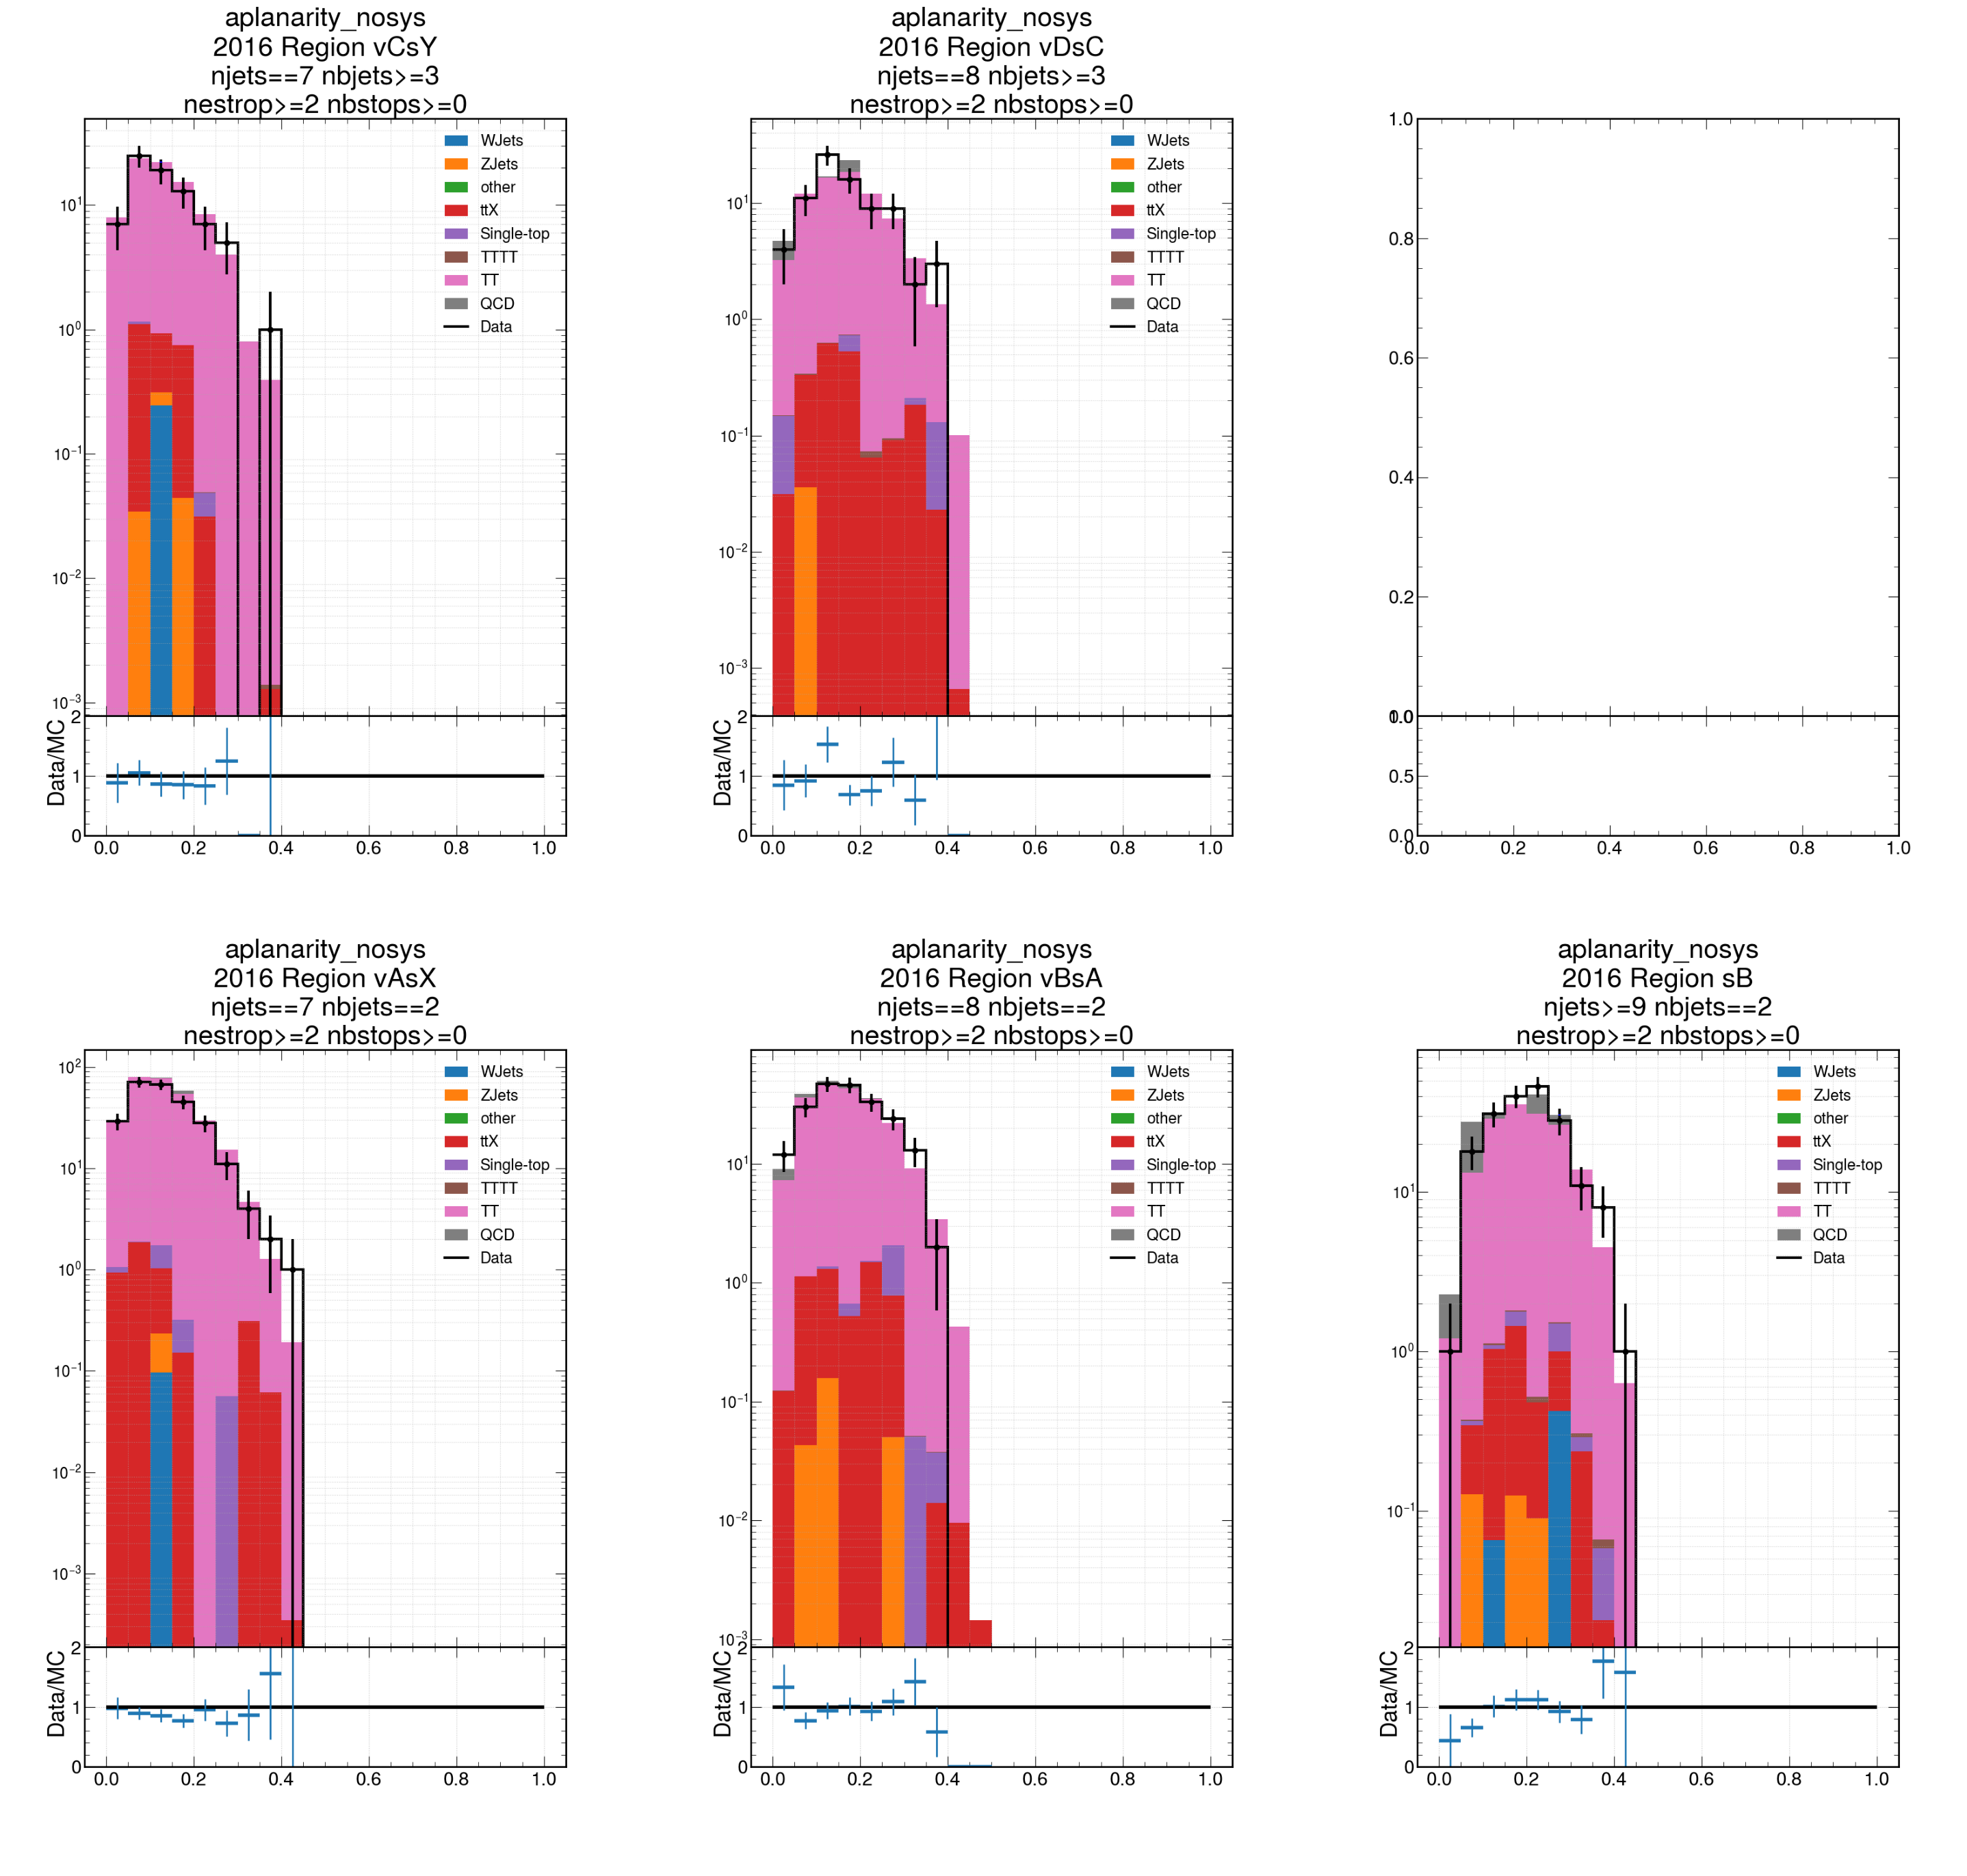 aplanarity_nosys
2016 Region vCsY
njets==7 nbjets>=3
nestrop>=2 nbstops>=0
10^1
10^0
10^-1
10^-2
10^-3
WJets
ZJets
other
ttX
Single-top
TTTT
TT
QCD
Data
Data/MC
2
1
0
0.0 0.2 0.4 0.6 0.8 1.0
aplanarity_nosys
2016 Region vDsC
njets==8 nbjets>=3
nestrop>=2 nbstops>=0
10^1
10^0
10^-1
10^-2
10^-3
WJets
ZJets
other
ttX
Single-top
TTTT
TT
QCD
Data
Data/MC
2
1
0
0.0 0.2 0.4 0.6 0.8 1.0
1.0
0.8
0.6
0.4
0.2
0.0
1.0
0.5
0.0
0.0 0.2 0.4 0.6 0.8 1.0
aplanarity_nosys
2016 Region vAsX
njets==7 nbjets==2
nestrop>=2 nbstops>=0
10^2
10^1
10^0
10^-1
10^-2
10^-3
WJets
ZJets
other
ttX
Single-top
TTTT
TT
QCD
Data
Data/MC
2
1
0
0.0 0.2 0.4 0.6 0.8 1.0
aplanarity_nosys
2016 Region vBsA
njets==8 nbjets==2
nestrop>=2 nbstops>=0
10^1
10^0
10^-1
10^-2
10^-3
WJets
ZJets
other
ttX
Single-top
TTTT
TT
QCD
Data
Data/MC
2
1
0
0.0 0.2 0.4 0.6 0.8 1.0
aplanarity_nosys
2016 Region sB
njets>=9 nbjets==2
nestrop>=2 nbstops>=0
10^1
10^0
10^-1
WJets
ZJets
other
ttX
Single-top
TTTT
TT
QCD
Data
Data/MC
2
1
0
0.0 0.2 0.4 0.6 0.8 1.0